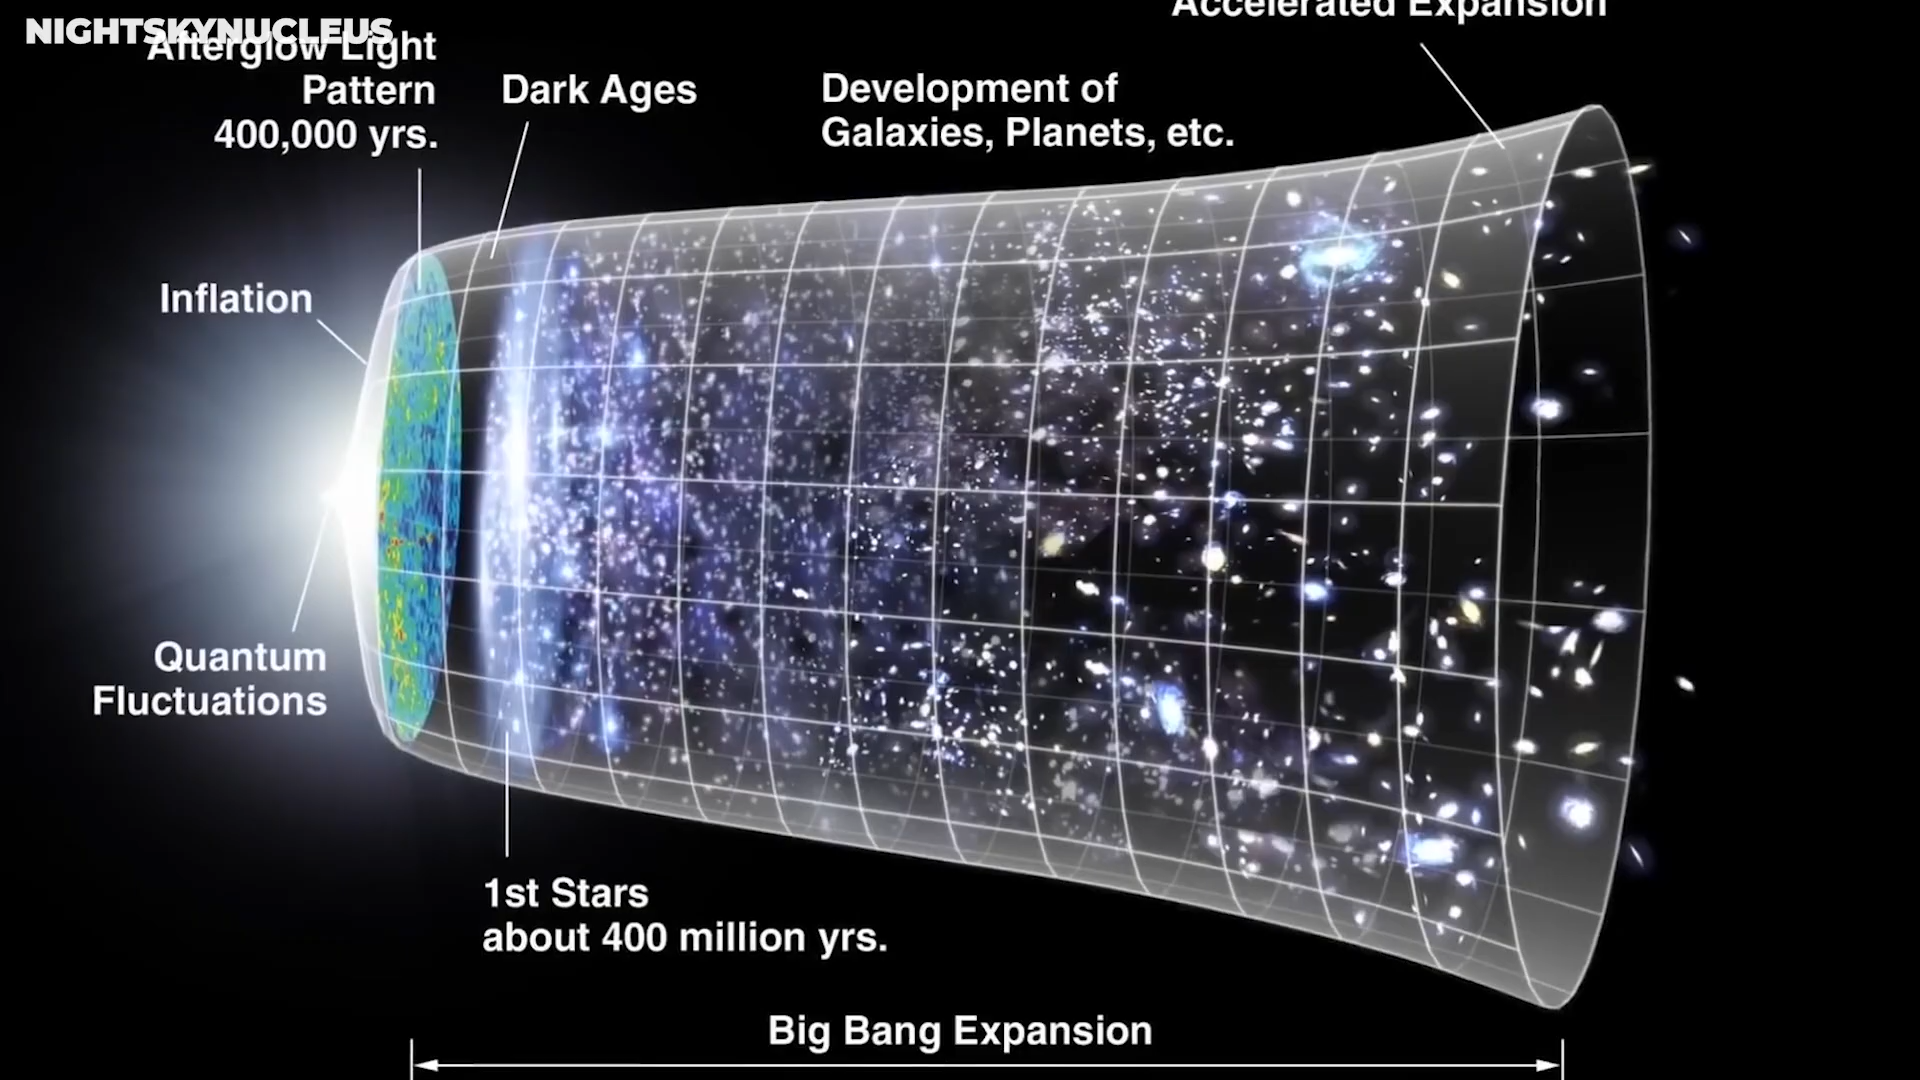 NIGHTSKYNUCLEUS
Accelerated Expansion
Afterglow Light
Pattern
400,000 yrs.
Dark Ages
Development of
Galaxies, Planets, etc.
Inflation
Quantum
Fluctuations
1st Stars
about 400 million yrs.
Big Bang Expansion